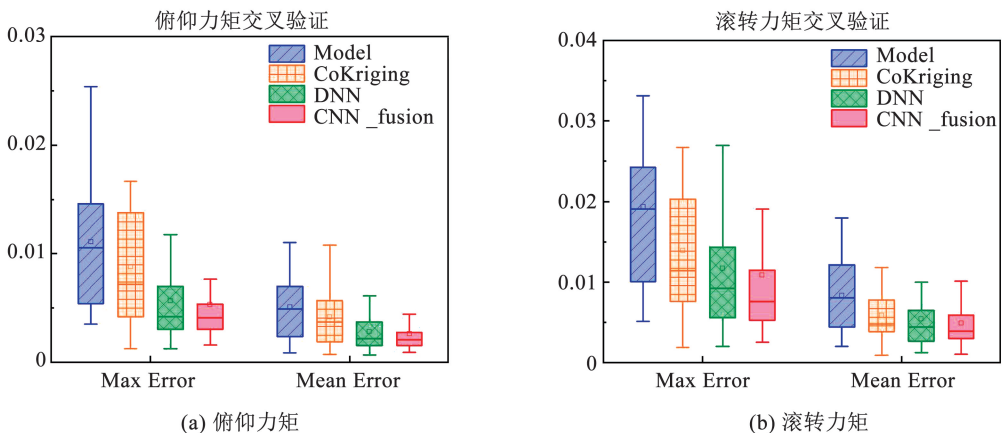 俯仰力矩交叉验证
0.03
0.02
0.01
0
Model
CoKriging
DNN
CNN _fusion
Max Error
Mean Error
(a) 俯仰力矩
滚转力矩交叉验证
0.04
0.03
0.02
0.01
0
Model
CoKriging
DNN
CNN _fusion
Max Error
Mean Error
(b) 滚转力矩